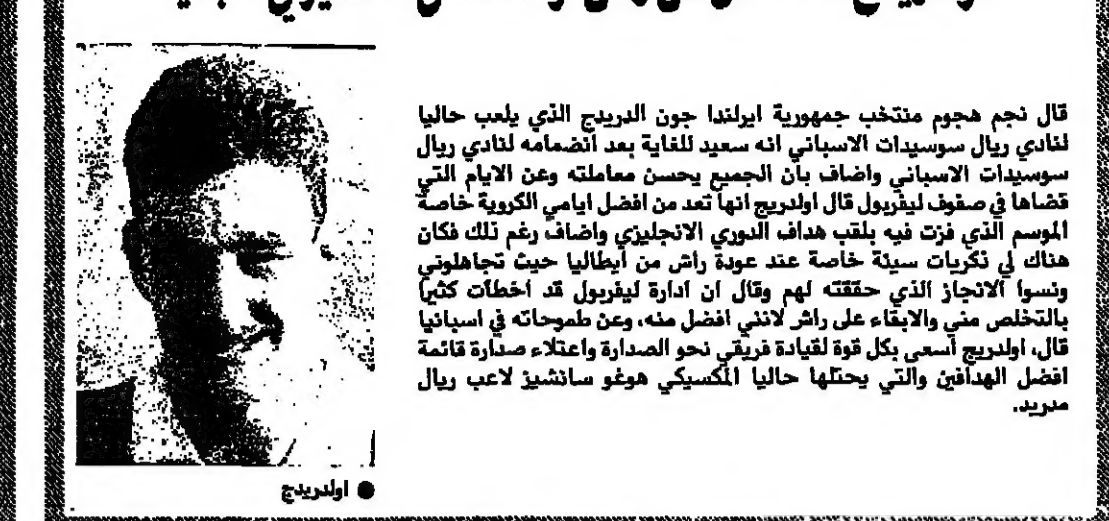 قال نجم هجوم منتخب جمهورية ايرلندا جون الدريدج الذي يلعب حاليا
لنادي ريال سوسيدات الاسباني انه سعيد للغاية بعد انضمامه لنادي ريال
سوسيدات الاسباني واضاف بأن الجميع يحسن معاملته وعن الايام التي
قضاها في صفوف ليفربول قال اولدريج انها تعد من افضل ايامي الكروية خاصة
الموسم الذي فزت فيه بلقب هداف الدوري الانجليزي واضاف رغم ذلك فكان
هناك لي ذكريات سيئة خاصة عند عودة راش من أيطاليا حيث تجاهلوني
ونسوا الانجاز الذي حققته لهم وقال ان ادارة ليفربول قد اخطأت كثيرا
بالتخلص مني والابقاء على راش لانني افضل منه، وعن طموحاته في اسبانيا
قال، اولدريج أسعى بكل قوة لقيادة فريقي نحو الصدارة واعتلاء صدارة قائمة
افضل الهدافين والتي يحتلها حاليا المكسيكي هوغو سانشيز لاعب ريال
مدريد.
● اولدريدج